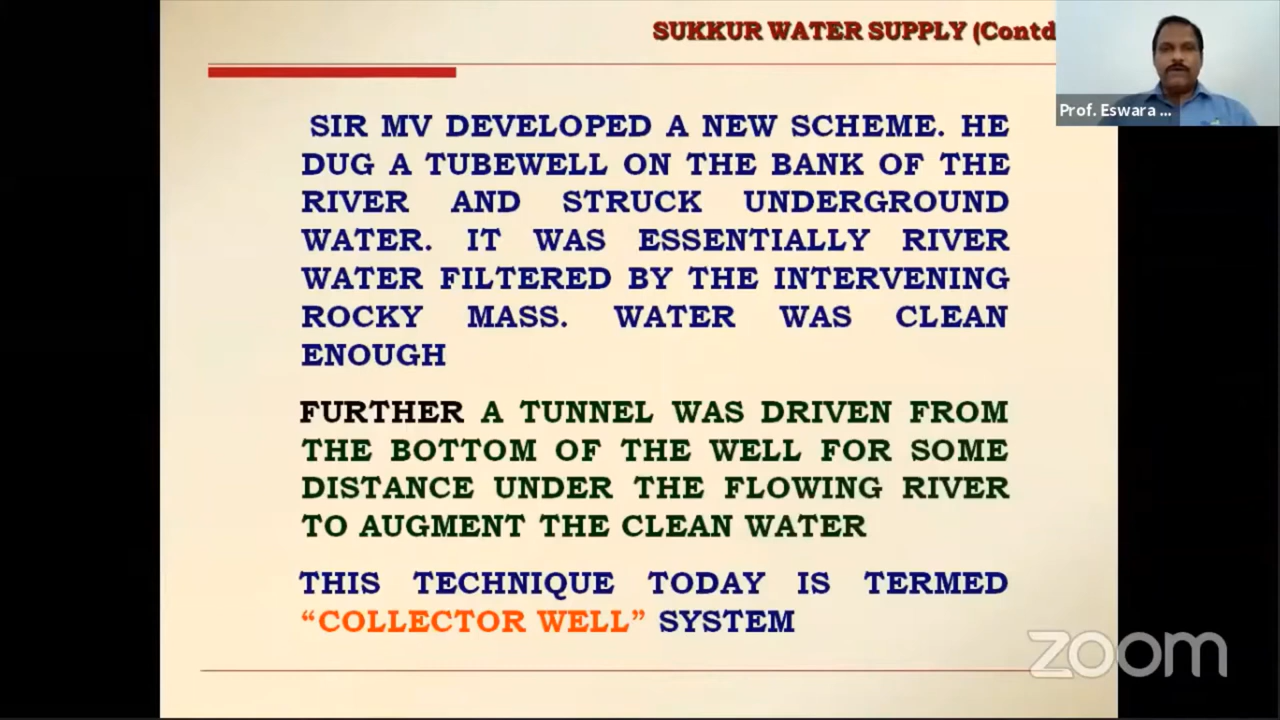 SUKKUR WATER SUPPLY (Contd
Prof. Eswara ...
SIR MV DEVELOPED A NEW SCHEME. HE
DUG A TUBEWELL ON THE BANK OF THE
RIVER AND STRUCK UNDERGROUND
WATER. IT WAS ESSENTIALLY RIVER
WATER FILTERED BY THE INTERVENING
ROCKY MASS. WATER WAS CLEAN
ENOUGH
FURTHER A TUNNEL WAS DRIVEN FROM
THE BOTTOM OF THE WELL FOR SOME
DISTANCE UNDER THE FLOWING RIVER
TO AUGMENT THE CLEAN WATER
THIS TECHNIQUE TODAY IS TERMED
“COLLECTOR WELL” SYSTEM
zoom